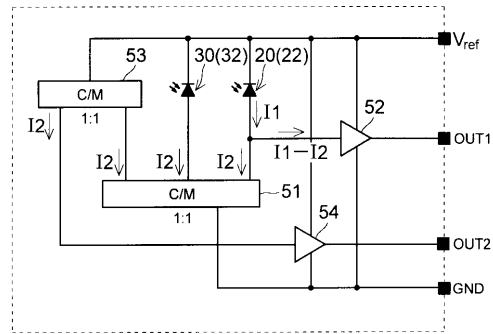 53
30(32)
20(22)
Vref
C/M
1:1
I2
I1
52
I1-I2
OUT1
I2
I2
I2
C/M
1:1
51
54
OUT2
GND